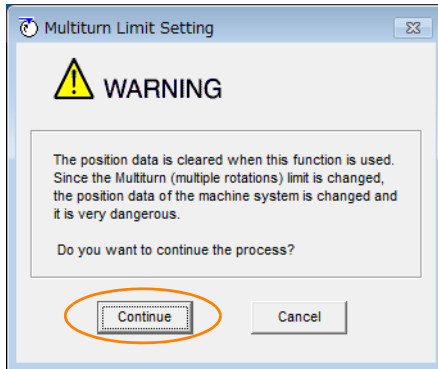 Multiturn Limit Setting
WARNING
The position data is cleared when this function is used.
Since the Multiturn (multiple rotations) limit is changed,
the position data of the machine system is changed and
it is very dangerous.
Do you want to continue the process?
Continue Cancel